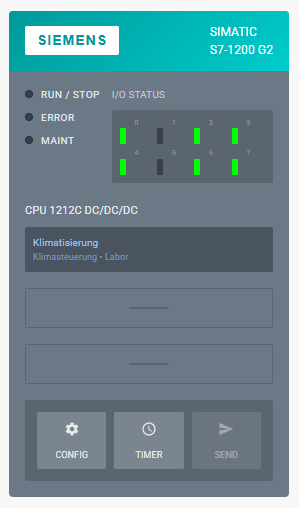 SIEMENS
SIMATIC
S7-1200 G2
RUN / STOP
I/O STATUS
ERROR
MAINT
0 1 2 3
4 5 6 7
CPU 1212C DC/DC/DC
Klimatisierung
Klimasteuerung • Labor
CONFIG
TIMER
SEND